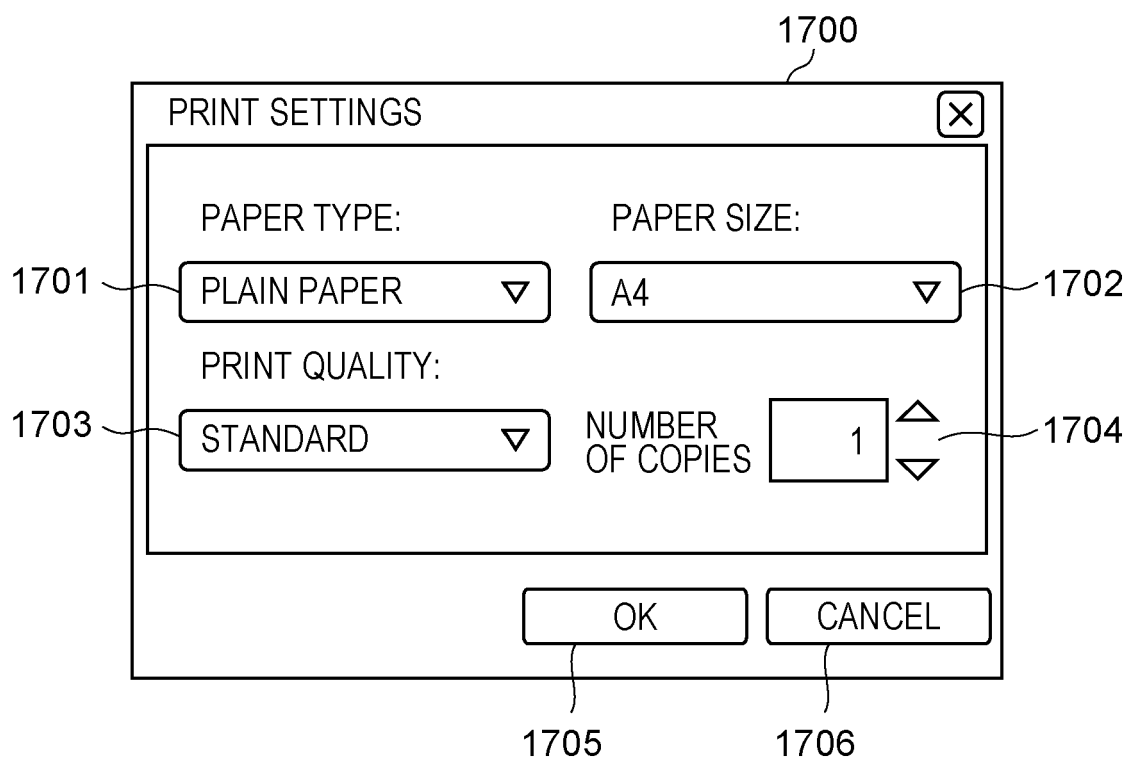 1700
PRINT SETTINGS
PAPER TYPE:
PAPER SIZE:
1701
PLAIN PAPER
A4
1702
PRINT QUALITY:
1703
STANDARD
NUMBER
OF COPIES
1
1704
OK
CANCEL
1705
1706